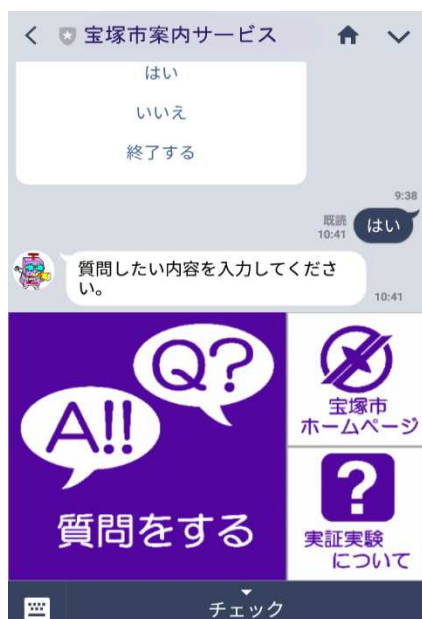 宝塚市案内サービス
はい
いいえ
終了する
9:38
既読
10:41
はい
質問したい内容を入力してくださ
い。
10:41
Q?
A!!
質問をする
宝塚市
ホームページ
?
実証実験
について
チェック